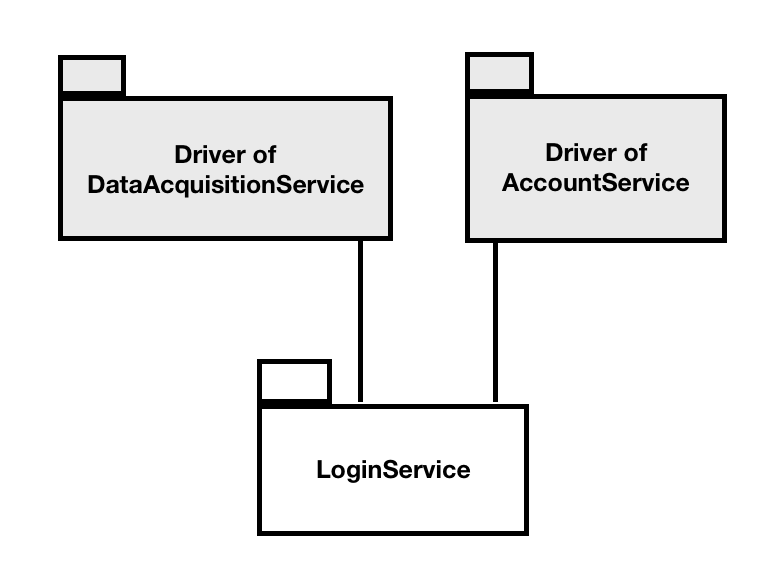 Driver of
DataAcquisitionService
Driver of
AccountService
LoginService